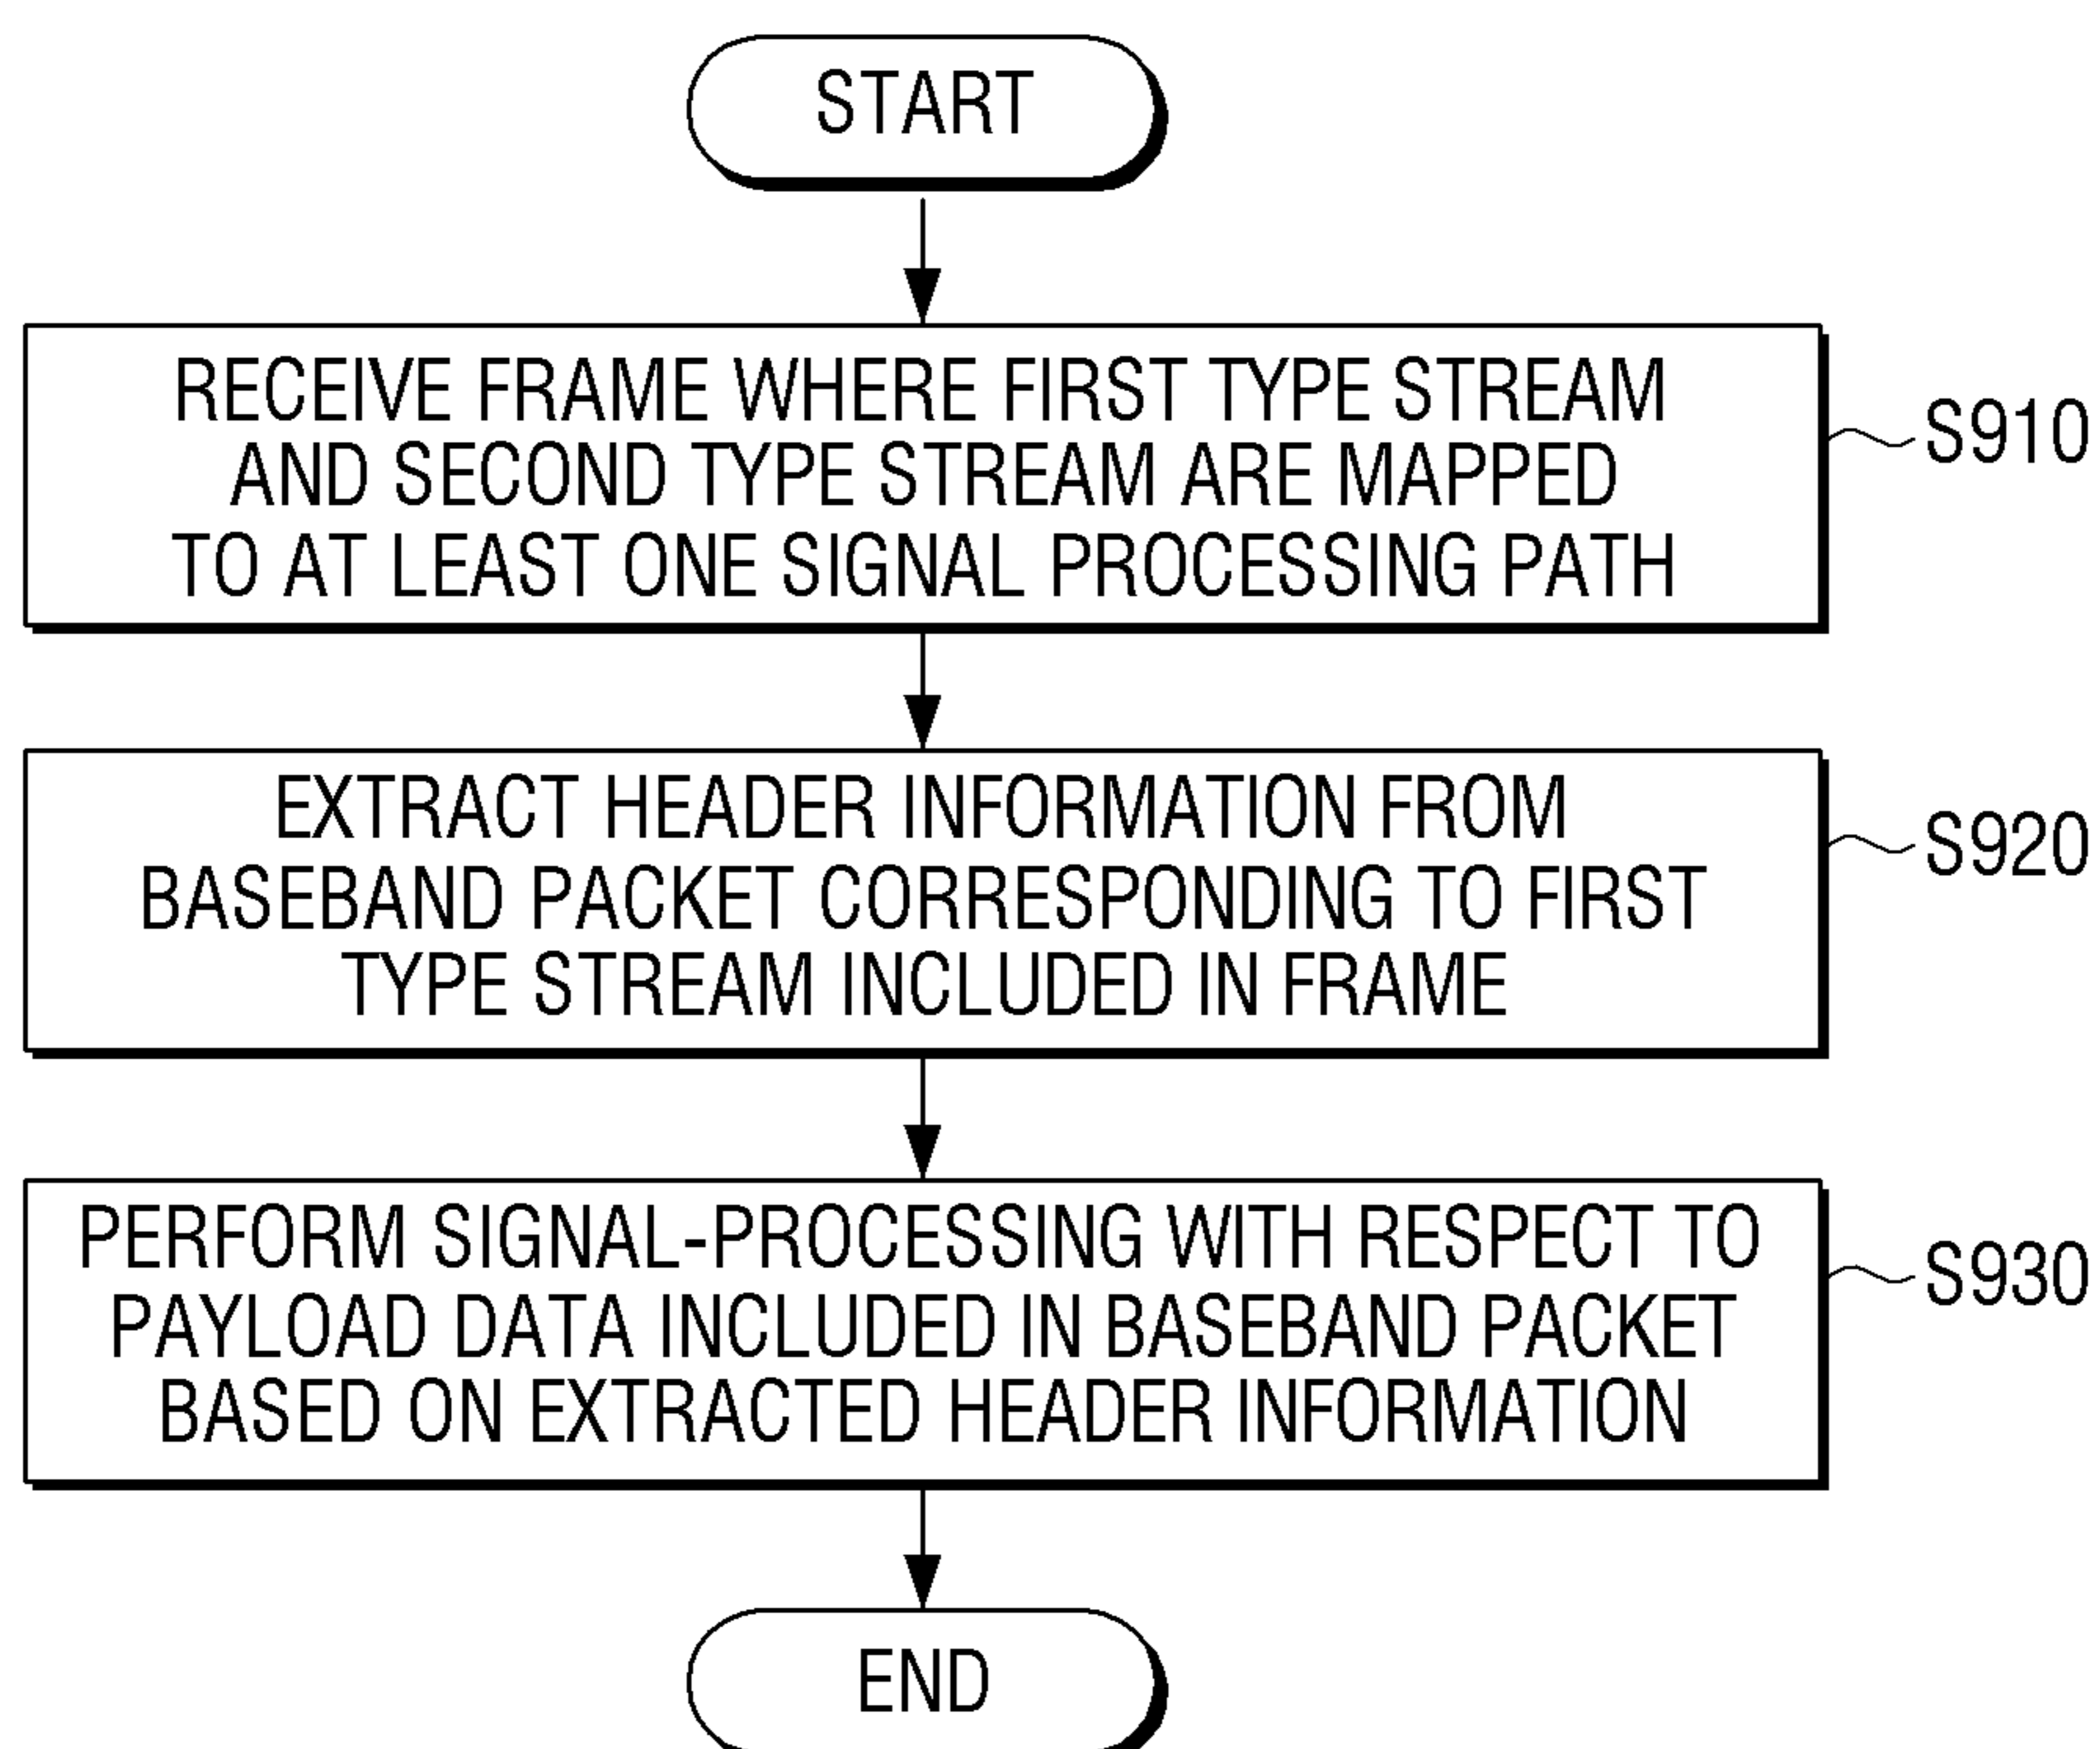 START
RECEIVE FRAME WHERE FIRST TYPE STREAM
AND SECOND TYPE STREAM ARE MAPPED
TO AT LEAST ONE SIGNAL PROCESSING PATH
S910
EXTRACT HEADER INFORMATION FROM
BASEBAND PACKET CORRESPONDING TO FIRST
TYPE STREAM INCLUDED IN FRAME
S920
PERFORM SIGNAL-PROCESSING WITH RESPECT TO
PAYLOAD DATA INCLUDED IN BASEBAND PACKET
BASED ON EXTRACTED HEADER INFORMATION
S930
END